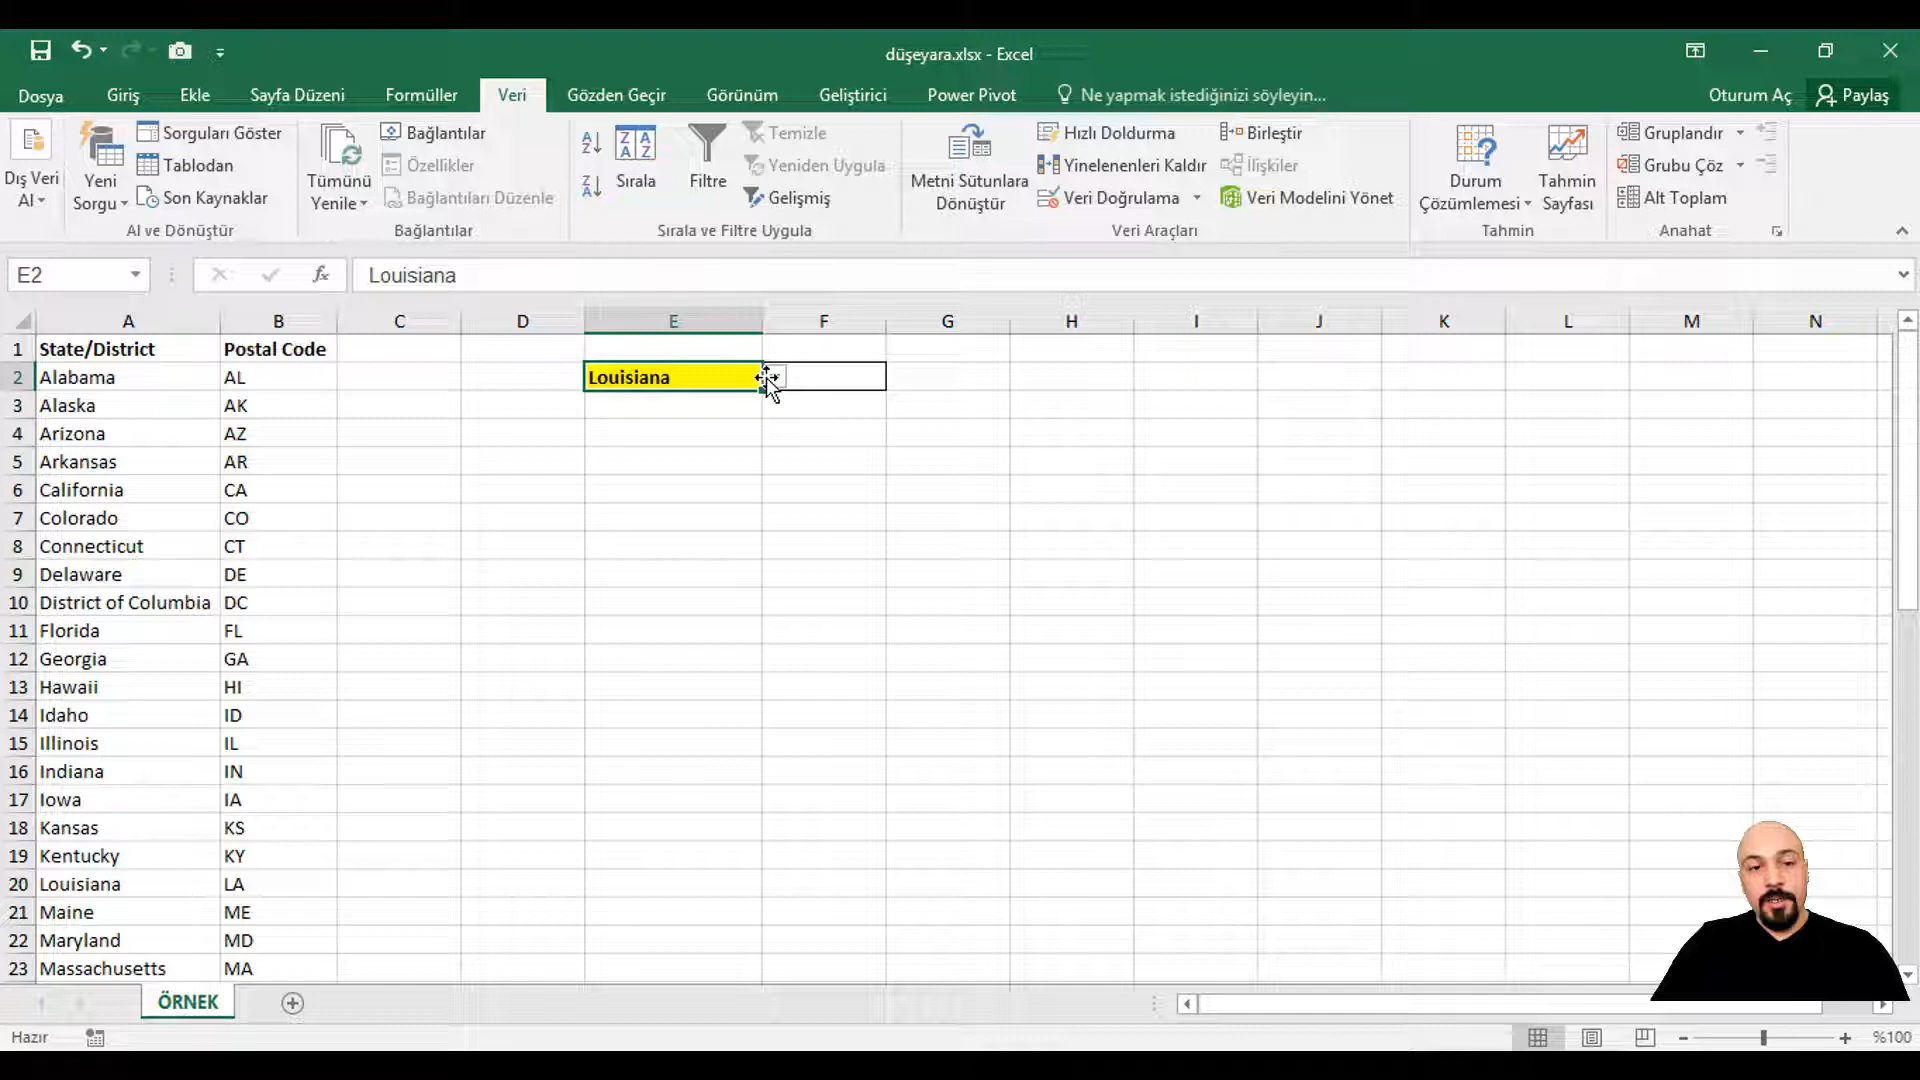 düşeyara.xlsx - Excel
Dosya Giriş Ekle Sayfa Düzeni Formüller Veri Gözden Geçir Görünüm Geliştirici Power Pivot Ne yapmak istediğinizi söyleyin... Oturum Aç Paylaş
Dış Veri Al
Yeni Sorgu
Sorguları Göster
Tablodan
Son Kaynaklar
Al ve Dönüştür
Tümünü Yenile
Bağlantılar
Özellikler
Bağlantıları Düzenle
Bağlantılar
Sırala
Filtre
Temizle
Yeniden Uygula
Gelişmiş
Sırala ve Filtre Uygula
Metni Sütunlara Dönüştür
Hızlı Doldurma
Yinelenenleri Kaldır
Veri Doğrulama
Birleştir
İlişkiler
Veri Modelini Yönet
Veri Araçları
Durum Çözümlemesi
Tahmin Sayfası
Tahmin
Gruplandır
Grubu Çöz
Alt Toplam
Anahat
E2 fx Louisiana
A B C D E F G H I J K L M N
1 State/District Postal Code
2 Alabama AL Louisiana
3 Alaska AK
4 Arizona AZ
5 Arkansas AR
6 California CA
7 Colorado CO
8 Connecticut CT
9 Delaware DE
10 District of Columbia DC
11 Florida FL
12 Georgia GA
13 Hawaii HI
14 Idaho ID
15 Illinois IL
16 Indiana IN
17 Iowa IA
18 Kansas KS
19 Kentucky KY
20 Louisiana LA
21 Maine ME
22 Maryland MD
23 Massachusetts MA
ÖRNEK
Hazır %100